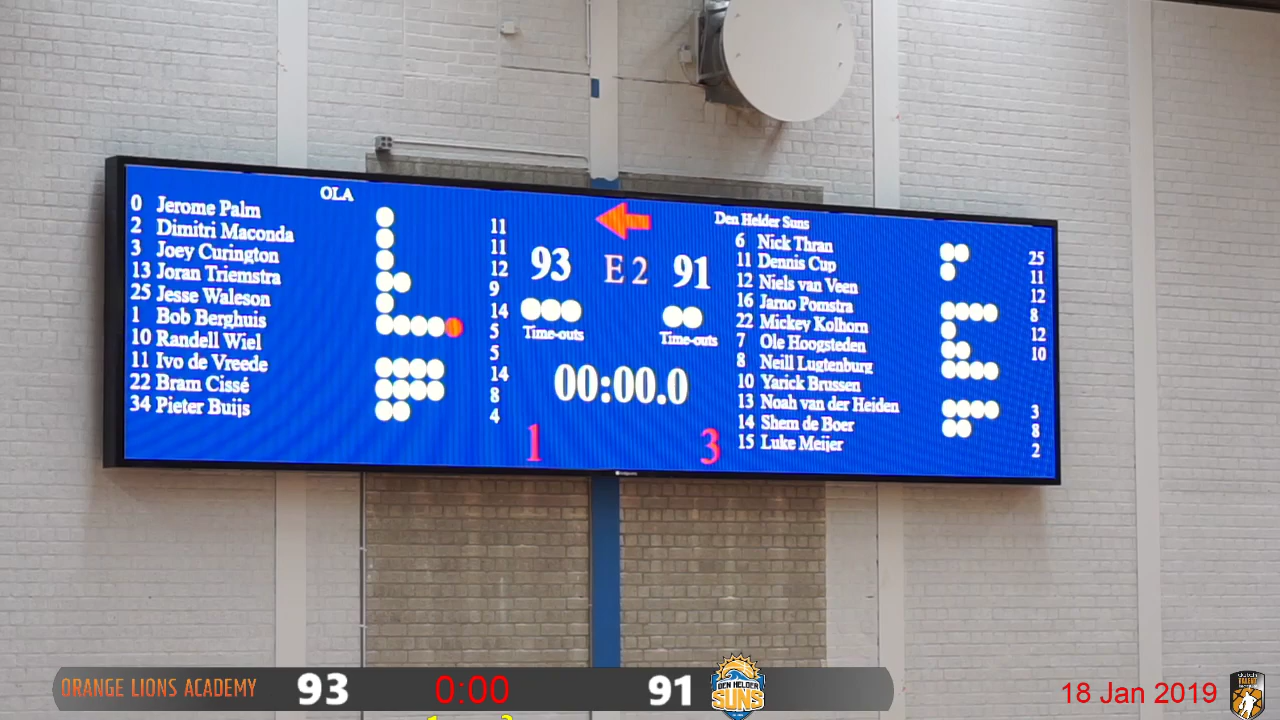 OLA
0 Jerome Palm 11
2 Dimitri Maconda 11
3 Joey Curington 12
13 Joran Triemstra 9
25 Jesse Waleson 14
1 Bob Berghuis 5
10 Randell Wiel 5
11 Ivo de Vreede 14
22 Bram Cissé 8
34 Pieter Buijs 4
93 E 2 91
Time-outs Time-outs
00:00.0
1 3
Den Helder Suns
6 Nick Thran 25
11 Dennis Cup 11
12 Niels van Veen 12
16 Jarno Pomstra 8
22 Mickey Kolhorn 12
7 Ole Hoogsteden 10
8 Neill Lugtenburg
10 Yarick Brussen
13 Noah van der Heiden 3
14 Shem de Boer 8
15 Luke Meijer 2
ORANGE LIONS ACADEMY 93 0:00 91
DEN HELDER
SUNS
18 Jan 2019